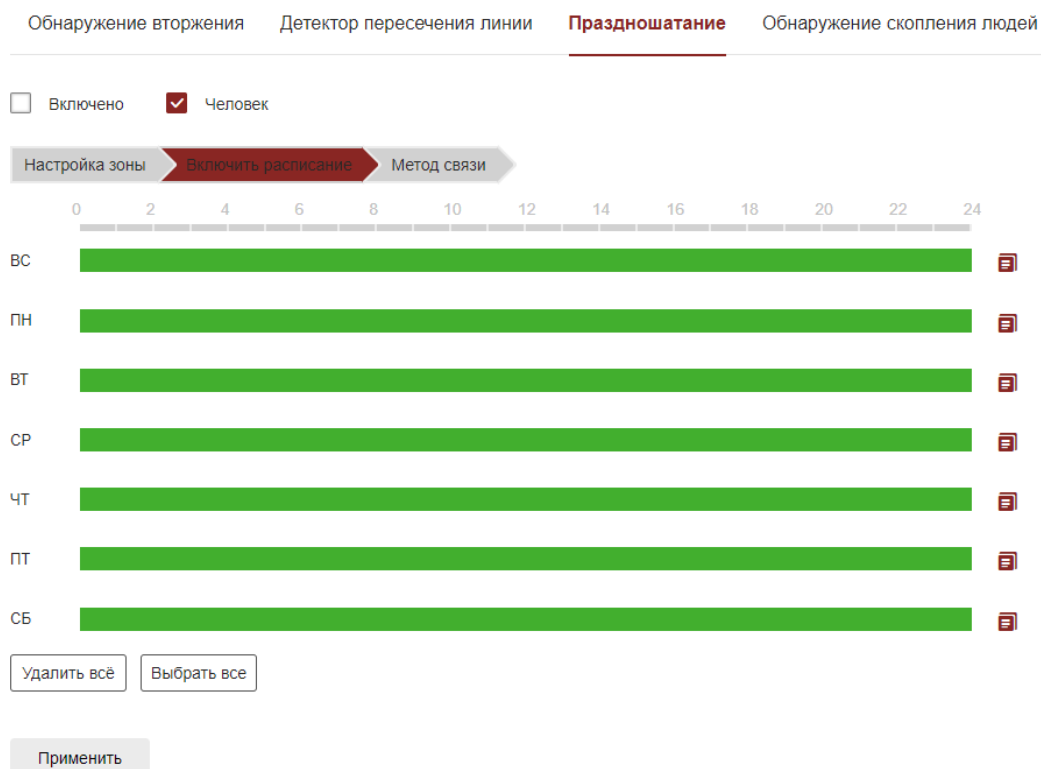 Обнаружение вторжения Детектор пересечения линии Праздношатание Обнаружение скопления людей
Включено Человек
Настройка зоны Включить расписание Метод связи
0 2 4 6 8 10 12 14 16 18 20 22 24
ВС
ПН
ВТ
СР
ЧТ
ПТ
СБ
Удалить всё Выбрать все
Применить